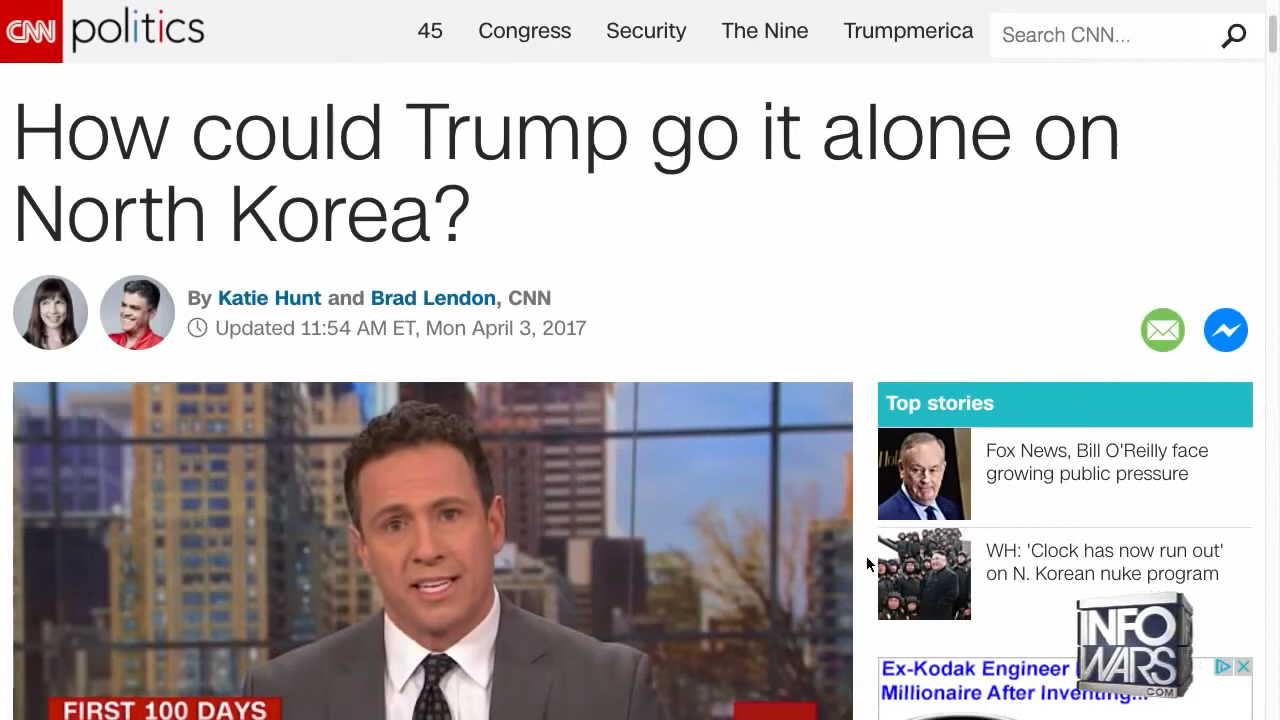 CNN politics
45 Congress Security The Nine Trumpmerica Search CNN...
How could Trump go it alone on
North Korea?
By Katie Hunt and Brad Lendon, CNN
Updated 11:54 AM ET, Mon April 3, 2017
FIRST 100 DAYS
Top stories
Fox News, Bill O'Reilly face
growing public pressure
WH: 'Clock has now run out'
on N. Korean nuke program
Ex-Kodak Engineer
Millionaire After Inventing...
INFO
WARS
.COM